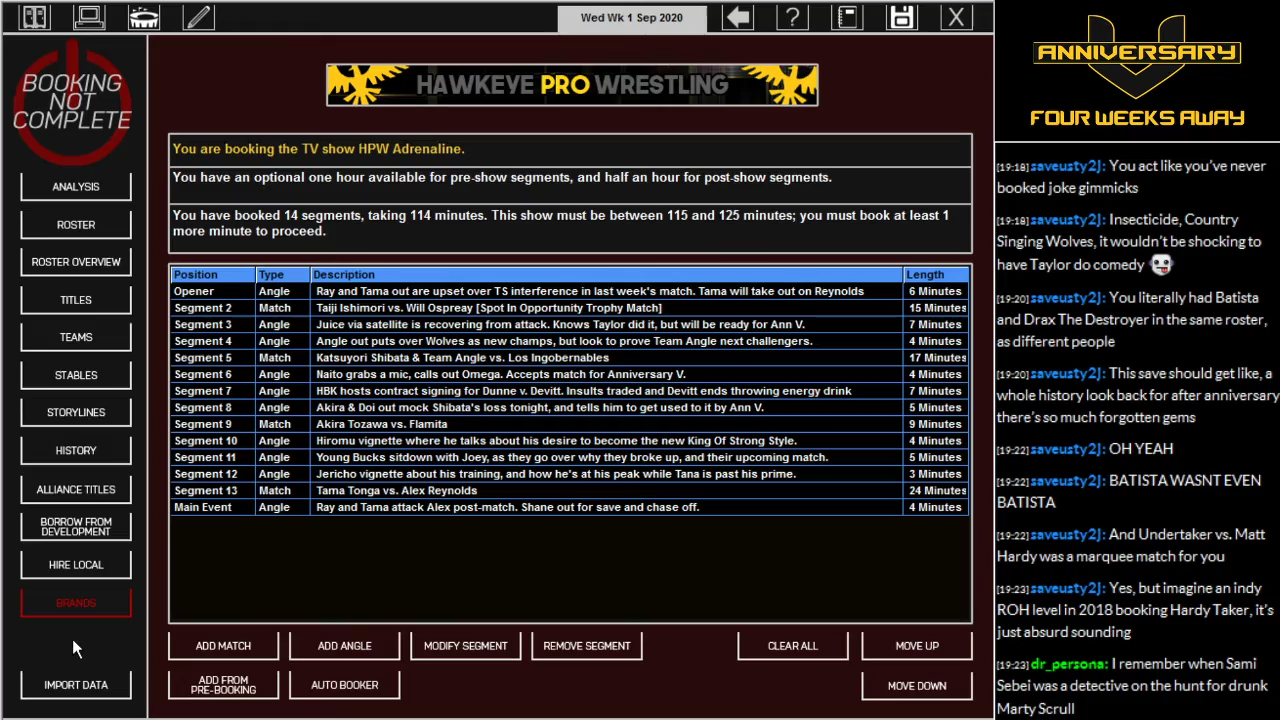 Wed Wk 1 Sep 2020
?
X
BOOKING
NOT
COMPLETE
ANALYSIS
ROSTER
ROSTER OVERVIEW
TITLES
TEAMS
STABLES
STORYLINES
HISTORY
ALLIANCE TITLES
BORROW FROM
DEVELOPMENT
HIRE LOCAL
BRANDS
IMPORT DATA
HAWKEYE PRO WRESTLING
You are booking the TV show HPW Adrenaline.
You have an optional one hour available for pre-show segments, and half an hour for post-show segments.
You have booked 14 segments, taking 114 minutes. This show must be between 115 and 125 minutes; you must book at least 1
more minute to proceed.
Position Type Description Length
Opener Angle Ray and Tama out are upset over TS interference in last week's match. Tama will take out on Reynolds 6 Minutes
Segment 2 Match Taiji Ishimori vs. Will Ospreay [Spot In Opportunity Trophy Match] 15 Minutes
Segment 3 Angle Juice via satellite is recovering from attack. Knows Taylor did it, but will be ready for Ann V. 7 Minutes
Segment 4 Angle Angle out puts over Wolves as new champs, but look to prove Team Angle next challengers. 4 Minutes
Segment 5 Match Katsuyori Shibata & Team Angle vs. Los Ingobernables 17 Minutes
Segment 6 Angle Naito grabs a mic, calls out Omega. Accepts match for Anniversary V. 4 Minutes
Segment 7 Angle HBK hosts contract signing for Dunne v. Devitt. Insults traded and Devitt ends throwing energy drink 7 Minutes
Segment 8 Angle Akira & Doi out mock Shibata's loss tonight, and tells him to get used to it by Ann V. 5 Minutes
Segment 9 Match Akira Tozawa vs. Flamita 9 Minutes
Segment 10 Angle Hiromu vignette where he talks about his desire to become the new King Of Strong Style. 4 Minutes
Segment 11 Angle Young Bucks sitdown with Joey, as they go over why they broke up, and their upcoming match. 5 Minutes
Segment 12 Angle Jericho vignette about his training, and how he's at his peak while Tana is past his prime. 3 Minutes
Segment 13 Match Tama Tonga vs. Alex Reynolds 24 Minutes
Main Event Angle Ray and Tama attack Alex post-match. Shane out for save and chase off. 4 Minutes
ADD MATCH
ADD ANGLE
MODIFY SEGMENT
REMOVE SEGMENT
CLEAR ALL
MOVE UP
ADD FROM
PRE-BOOKING
AUTO BOOKER
MOVE DOWN
ANNIVERSARY
FOUR WEEKS AWAY
[19:18] saveusty2J: You act like you've never
booked joke gimmicks
[19:18] saveusty2J: Insecticide, Country
Singing Wolves, it wouldn't be shocking to
have Taylor do comedy
[19:20] saveusty2J: You literally had Batista
and Drax The Destroyer in the same roster,
as different people
[19:20] saveusty2J: This save should get like, a
whole history look back for after anniversary
there's so much forgotten gems
[19:22] saveusty2J: OH YEAH
[19:22] saveusty2J: BATISTA WASNT EVEN
BATISTA
[19:22] saveusty2J: And Undertaker vs. Matt
Hardy was a marquee match for you
[19:23] saveusty2J: Yes, but imagine an indy
ROH level in 2018 booking Hardy Taker, it's
just absurd sounding
[19:23] dr_persona: I remember when Sami
Sebei was a detective on the hunt for drunk
Marty Scrull